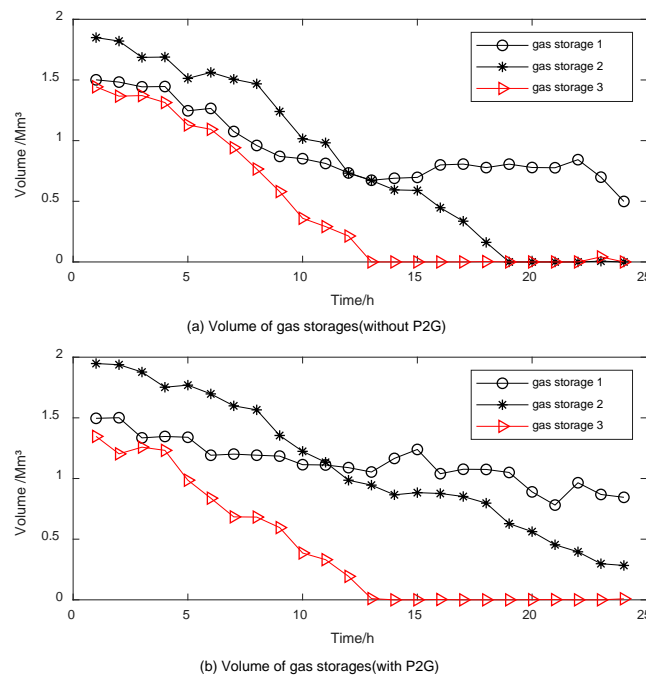 2
1.5
1
0.5
0
Volume /Mm³
gas storage 1
gas storage 2
gas storage 3
0 5 10 15 20 25
Time/h
(a) Volume of gas storages(without P2G)
2
1.5
1
0.5
0
Volume /Mm³
gas storage 1
gas storage 2
gas storage 3
0 5 10 15 20 25
Time/h
(b) Volume of gas storages(with P2G)